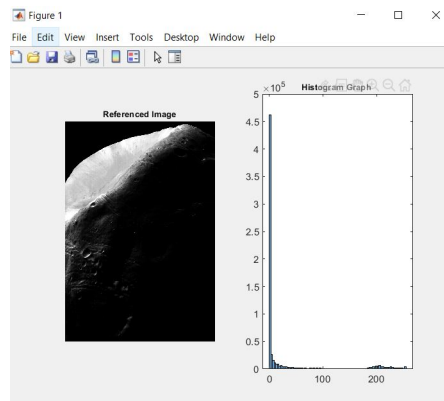 Figure 1
File Edit View Insert Tools Desktop Window Help
Referenced Image
×10^5 Histogram Graph
5
4.5
4
3.5
3
2.5
2
1.5
1
0.5
0
0 100 200